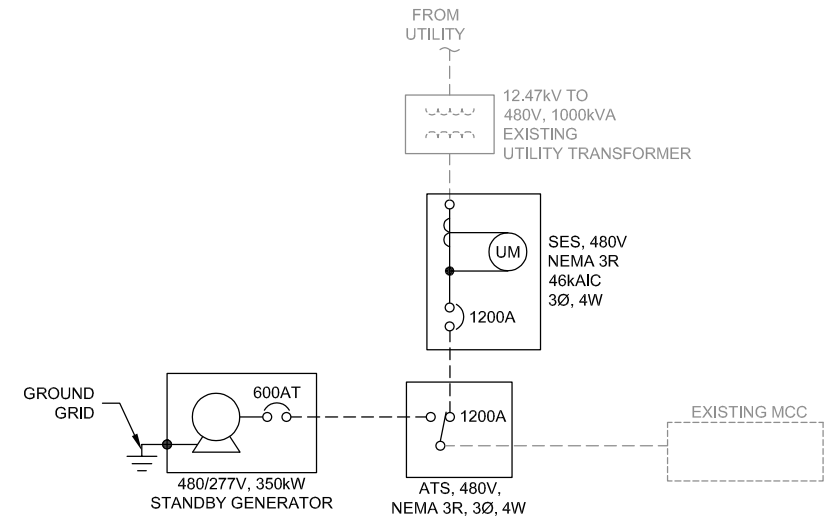 FROM
UTILITY
12.47kV TO
480V, 1000kVA
EXISTING
UTILITY TRANSFORMER
UM
SES, 480V
NEMA 3R
46kAIC
3Ø, 4W
1200A
GROUND
GRID
600AT
1200A
EXISTING MCC
480/277V, 350kW
STANDBY GENERATOR
ATS, 480V,
NEMA 3R, 3Ø, 4W